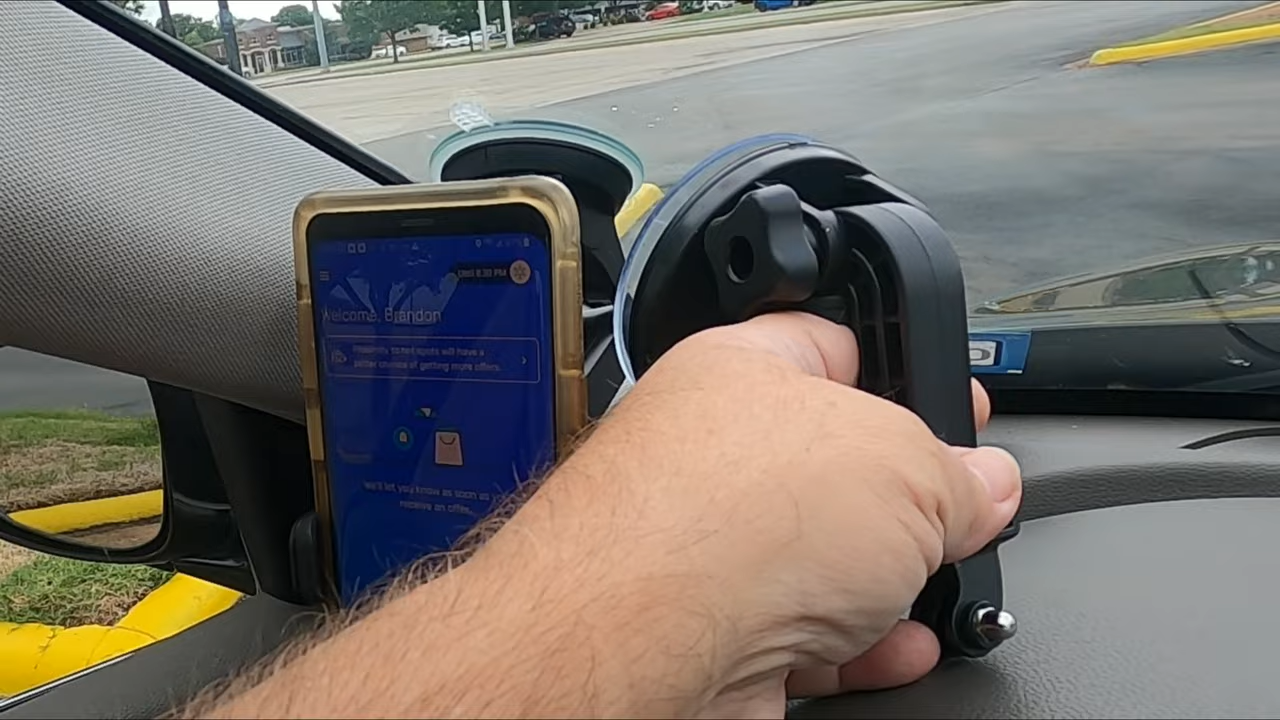 Until 8:30 PM
Welcome, Brandon
Proximity to hot spots will have a
better chance of getting more offers.
We'll let you know as soon as yo
receive an offer.